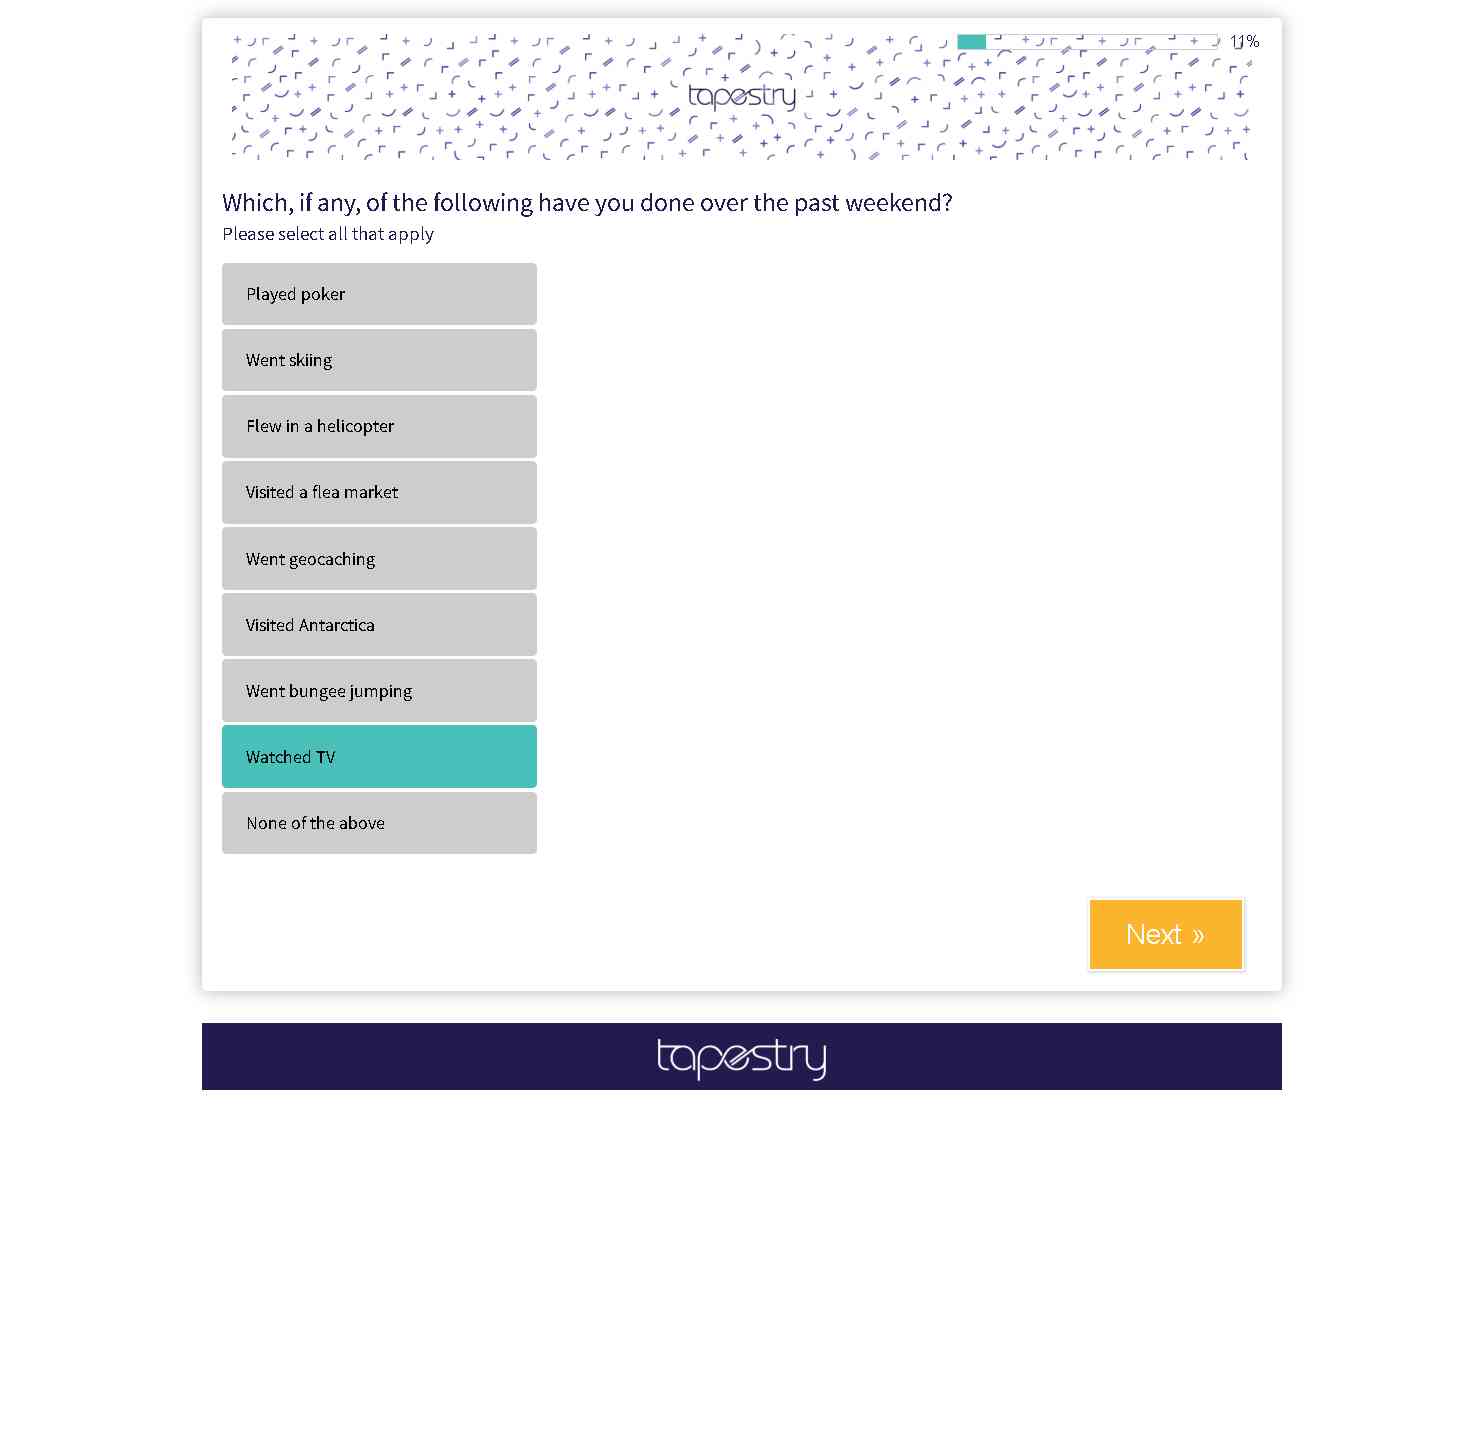 11%
tapestry
Which, if any, of the following have you done over the past weekend?
Please select all that apply
Played poker
Went skiing
Flew in a helicopter
Visited a flea market
Went geocaching
Visited Antarctica
Went bungee jumping
Watched TV
None of the above
Next »
tapestry